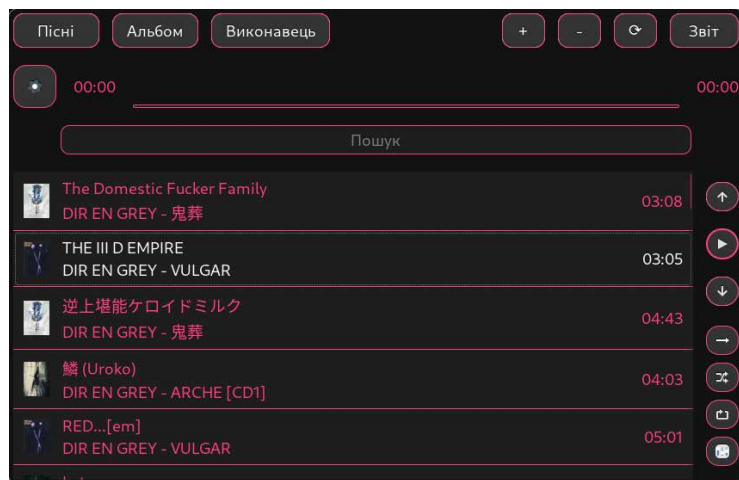 Пісні Альбом Виконавець + - Звіт
00:00 00:00
Пошук
The Domestic Fucker Family
DIR EN GREY - 鬼葬
03:08
THE III D EMPIRE
DIR EN GREY - VULGAR
03:05
逆上堪能ケロイドミルク
DIR EN GREY - 鬼葬
04:43
鱗 (Uroko)
DIR EN GREY - ARCHE [CD1]
04:03
RED...[em]
DIR EN GREY - VULGAR
05:01